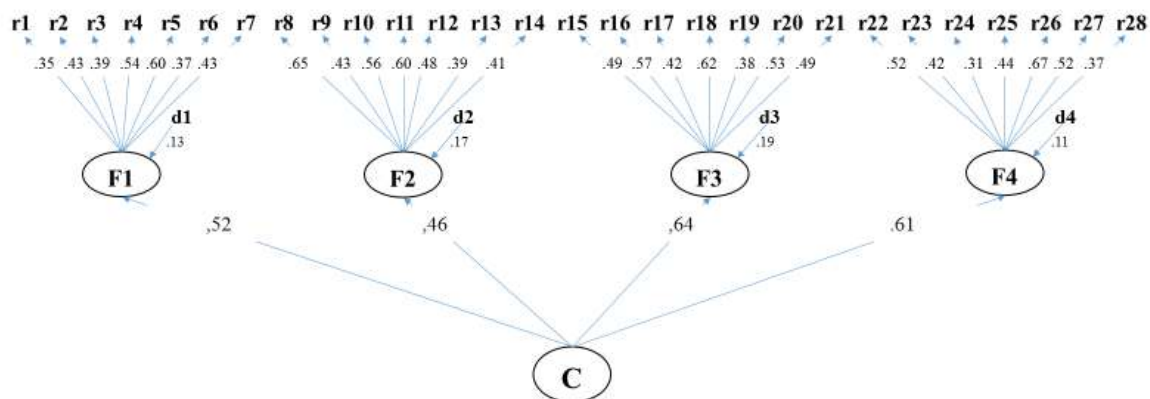 r1 r2 r3 r4 r5 r6 r7 r8 r9 r10 r11 r12 r13 r14 r15 r16 r17 r18 r19 r20 r21 r22 r23 r24 r25 r26 r27 r28
.35 .43 .39 .54 .60 .37 .43 .65 .43 .56 .60 .48 .39 .41 .49 .57 .42 .62 .38 .53 .49 .52 .42 .31 .44 .67 .52 .37
d1 d2 d3 d4
.13 .17 .19 .11
F1 F2 F3 F4
,52 ,46 ,64 .61
C